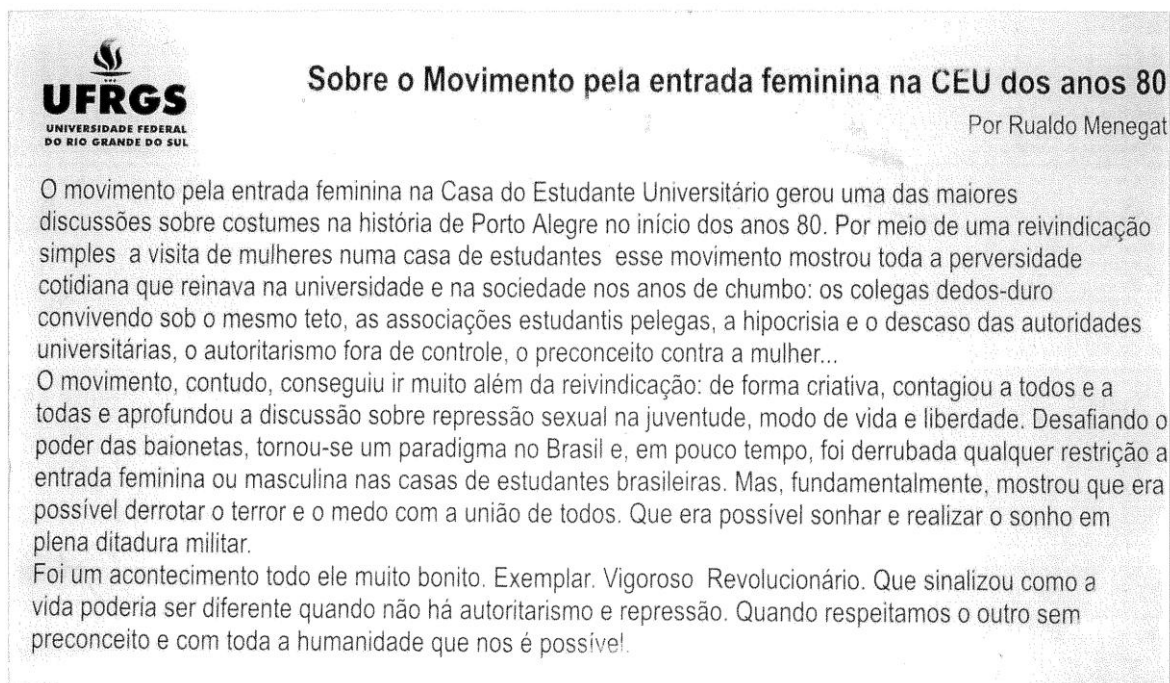 UFRGS
UNIVERSIDADE FEDERAL
DO RIO GRANDE DO SUL
Sobre o Movimento pela entrada feminina na CEU dos anos 80
Por Rualdo Menegat
O movimento pela entrada feminina na Casa do Estudante Universitário gerou uma das maiores
discussões sobre costumes na história de Porto Alegre no início dos anos 80. Por meio de uma reivindicação
simples a visita de mulheres numa casa de estudantes esse movimento mostrou toda a perversidade
cotidiana que reinava na universidade e na sociedade nos anos de chumbo: os colegas dedos-duro
convivendo sob o mesmo teto, as associações estudantis pelegas, a hipocrisia e o descaso das autoridades
universitárias, o autoritarismo fora de controle, o preconceito contra a mulher...
O movimento, contudo, conseguiu ir muito além da reivindicação: de forma criativa, contagiou a todos e a
todas e aprofundou a discussão sobre repressão sexual na juventude, modo de vida e liberdade. Desafiando o
poder das baionetas, tornou-se um paradigma no Brasil e, em pouco tempo, foi derrubada qualquer restrição a
entrada feminina ou masculina nas casas de estudantes brasileiras. Mas, fundamentalmente, mostrou que era
possível derrotar o terror e o medo com a união de todos. Que era possível sonhar e realizar o sonho em
plena ditadura militar.
Foi um acontecimento todo ele muito bonito. Exemplar. Vigoroso Revolucionário. Que sinalizou como a
vida poderia ser diferente quando não há autoritarismo e repressão. Quando respeitamos o outro sem
preconceito e com toda a humanidade que nos é possível.